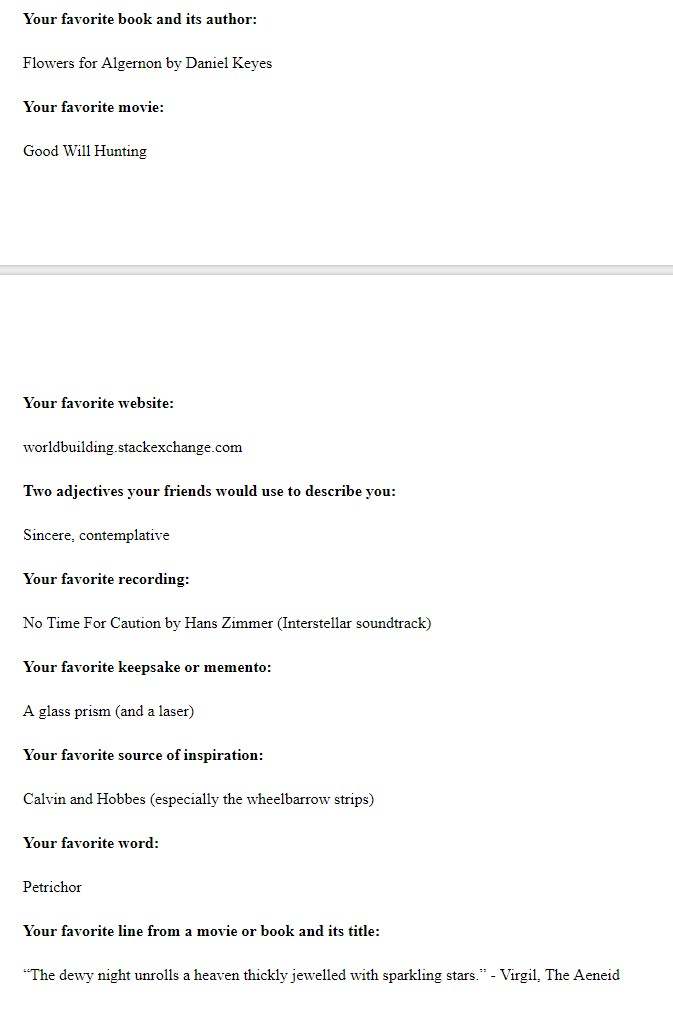 Your favorite book and its author:
Flowers for Algernon by Daniel Keyes
Your favorite movie:
Good Will Hunting
Your favorite website:
worldbuilding.stackexchange.com
Two adjectives your friends would use to describe you:
Sincere, contemplative
Your favorite recording:
No Time For Caution by Hans Zimmer (Interstellar soundtrack)
Your favorite keepsake or memento:
A glass prism (and a laser)
Your favorite source of inspiration:
Calvin and Hobbes (especially the wheelbarrow strips)
Your favorite word:
Petrichor
Your favorite line from a movie or book and its title:
“The dewy night unrolls a heaven thickly jewelled with sparkling stars.” - Virgil, The Aeneid